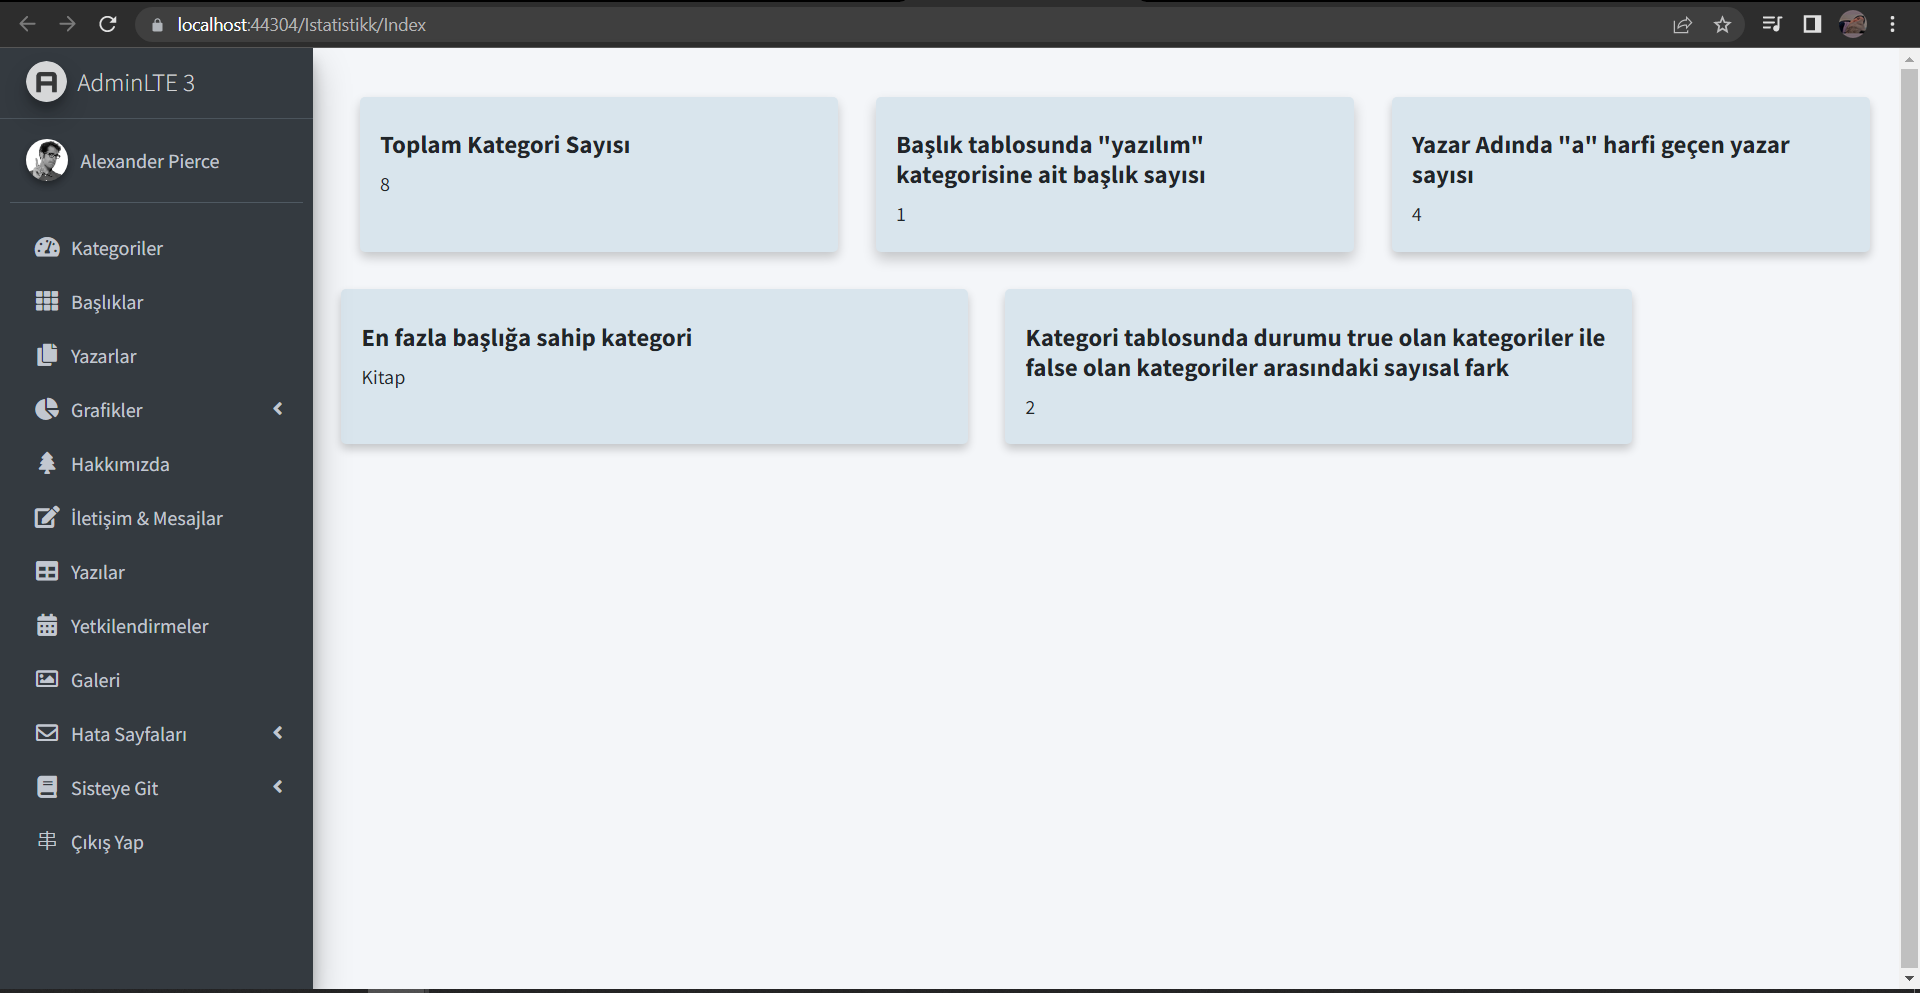 localhost:44304/Istatistikk/Index
AdminLTE 3
Alexander Pierce
Kategoriler
Başlıklar
Yazarlar
Grafikler
Hakkımızda
İletişim & Mesajlar
Yazılar
Yetkilendirmeler
Galeri
Hata Sayfaları
Sisteye Git
Çıkış Yap
Toplam Kategori Sayısı
8
Başlık tablosunda "yazılım"
kategorisine ait başlık sayısı
1
Yazar Adında "a" harfi geçen yazar
sayısı
4
En fazla başlığa sahip kategori
Kitap
Kategori tablosunda durumu true olan kategoriler ile
false olan kategoriler arasındaki sayısal fark
2